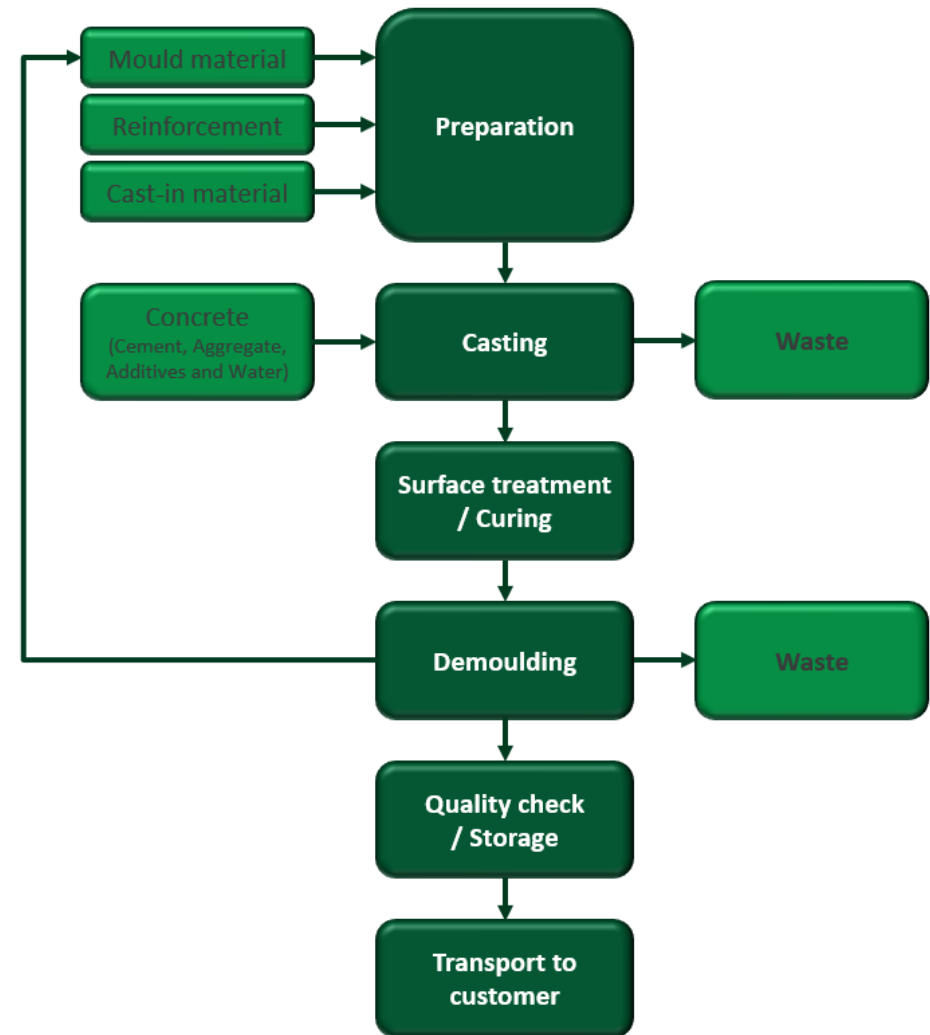 Mould material
Reinforcement
Cast-in material
Preparation
Concrete
(Cement, Aggregate,
Additives and Water)
Casting
Waste
Surface treatment
/ Curing
Demoulding
Waste
Quality check
/ Storage
Transport to
customer